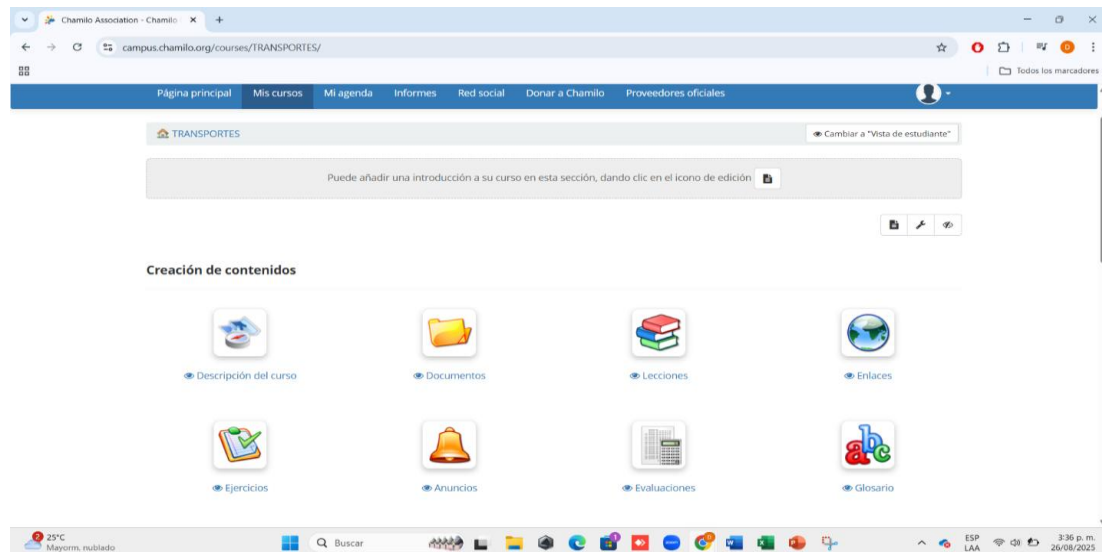 Chamilo Association - Chamilo
campus.chamilo.org/courses/TRANSPORTES/
Todos los marcadores
Página principal Mis cursos Mi agenda Informes Red social Donar a Chamilo Proveedores oficiales
TRANSPORTES
Cambiar a "Vista de estudiante"
Puede añadir una introducción a su curso en esta sección, dando clic en el icono de edición
Creación de contenidos
Descripción del curso Documentos Lecciones Enlaces
abc
Ejercicios Anuncios Evaluaciones Glosario
2
25°C
Mayorm. nublado
Buscar
ESP
LAA
3:36 p. m.
26/08/2025